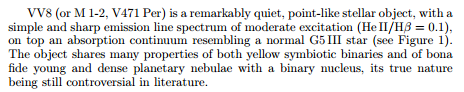 VV8 (or M 1-2, V471 Per) is a remarkably quiet, point-like stellar object, with a
simple and sharp emission line spectrum of moderate excitation (He II/Hβ = 0.1),
on top an absorption continuum resembling a normal G5 III star (see Figure 1).
The object shares many properties of both yellow symbiotic binaries and of bona
fide young and dense planetary nebulae with a binary nucleus, its true nature
being still controversial in literature.